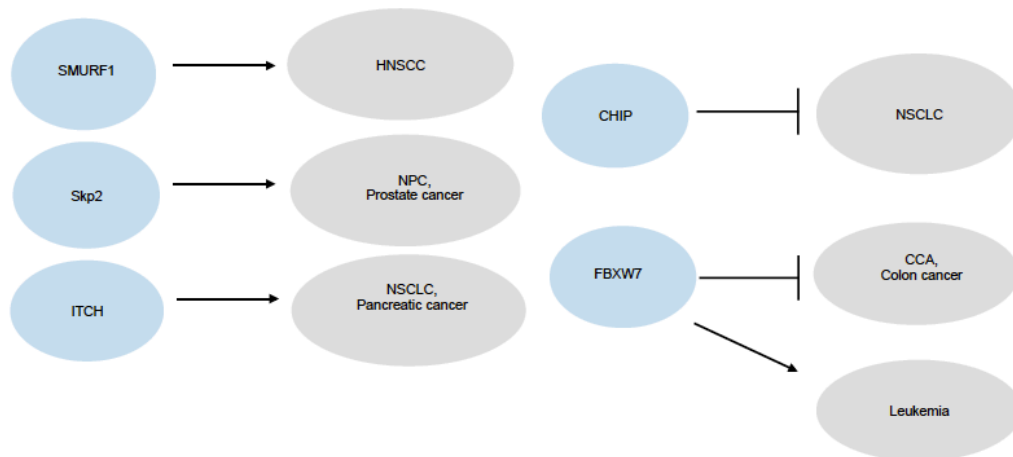 SMURF1
HNSCC
Skp2
NPC,
Prostate cancer
ITCH
NSCLC,
Pancreatic cancer
CHIP
NSCLC
FBXW7
CCA,
Colon cancer
Leukemia